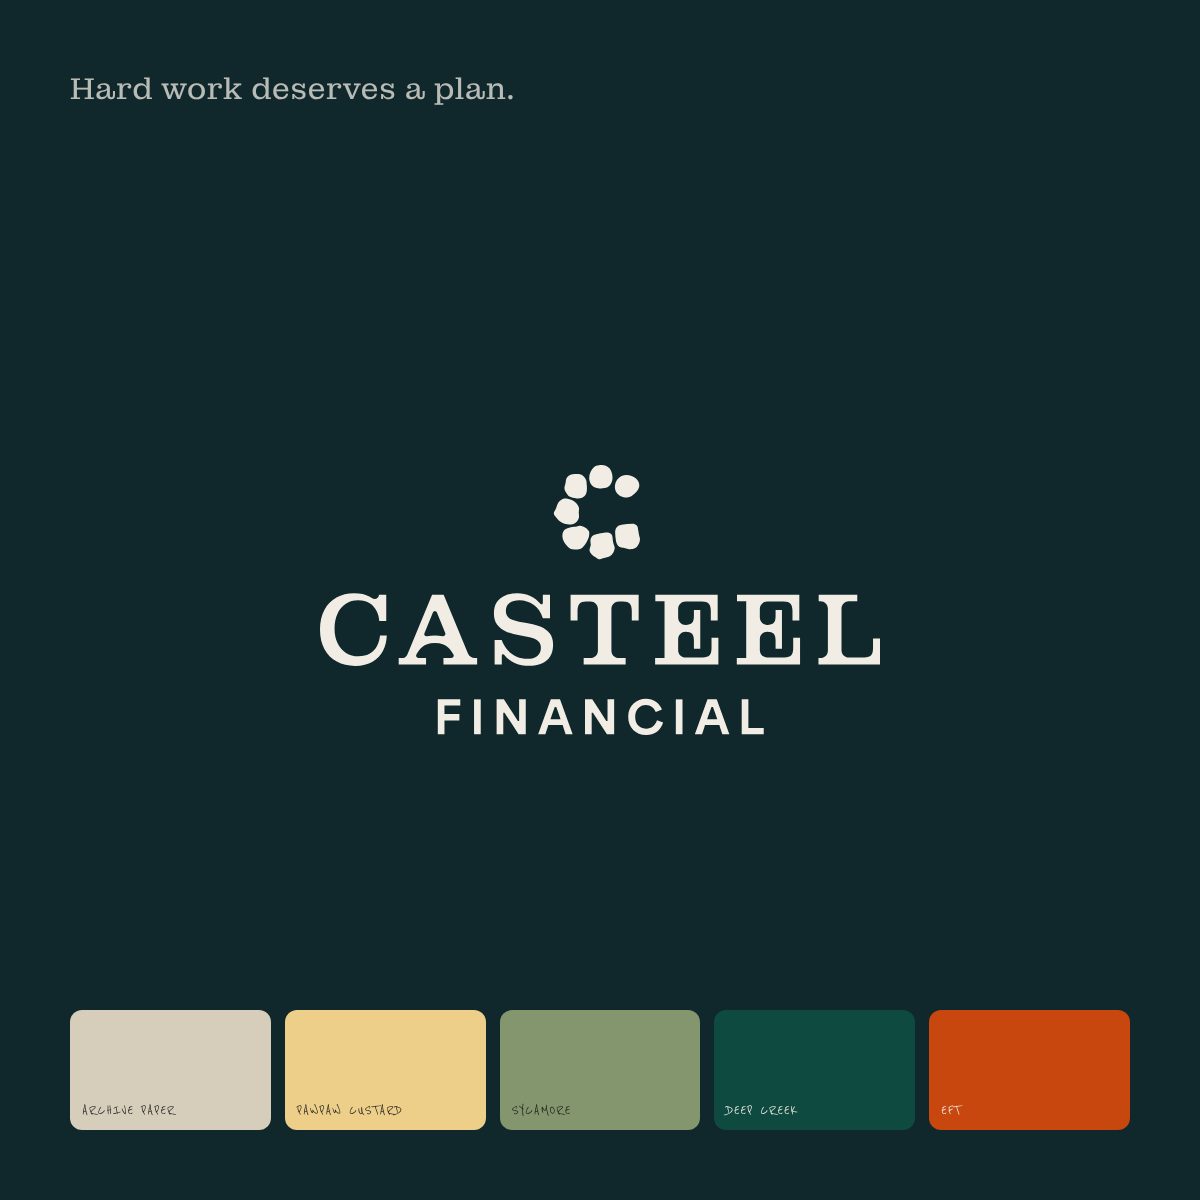 Hard work deserves a plan.
CASTEEL
FINANCIAL
ARCHIVE PAPER
PAWPAW CUSTARD
SYCAMORE
DEEP CREEK
EFT